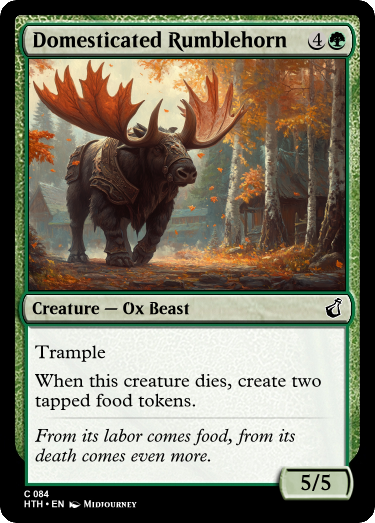 Domesticated Rumblehorn 4
Creature — Ox Beast
Trample
When this creature dies, create two
tapped food tokens.
From its labor comes food, from its
death comes even more.
5/5
C 084
HTH • EN Midjourney